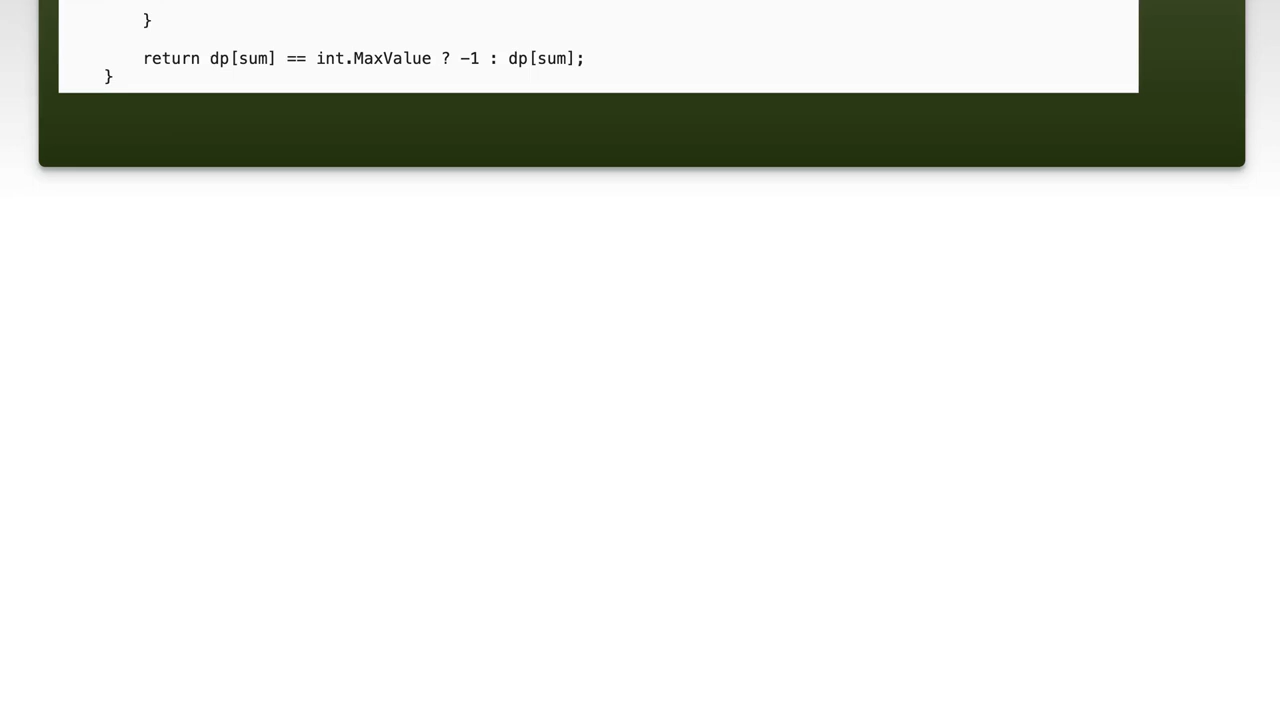 }
return dp[sum] == int.MaxValue ? -1 : dp[sum];
}